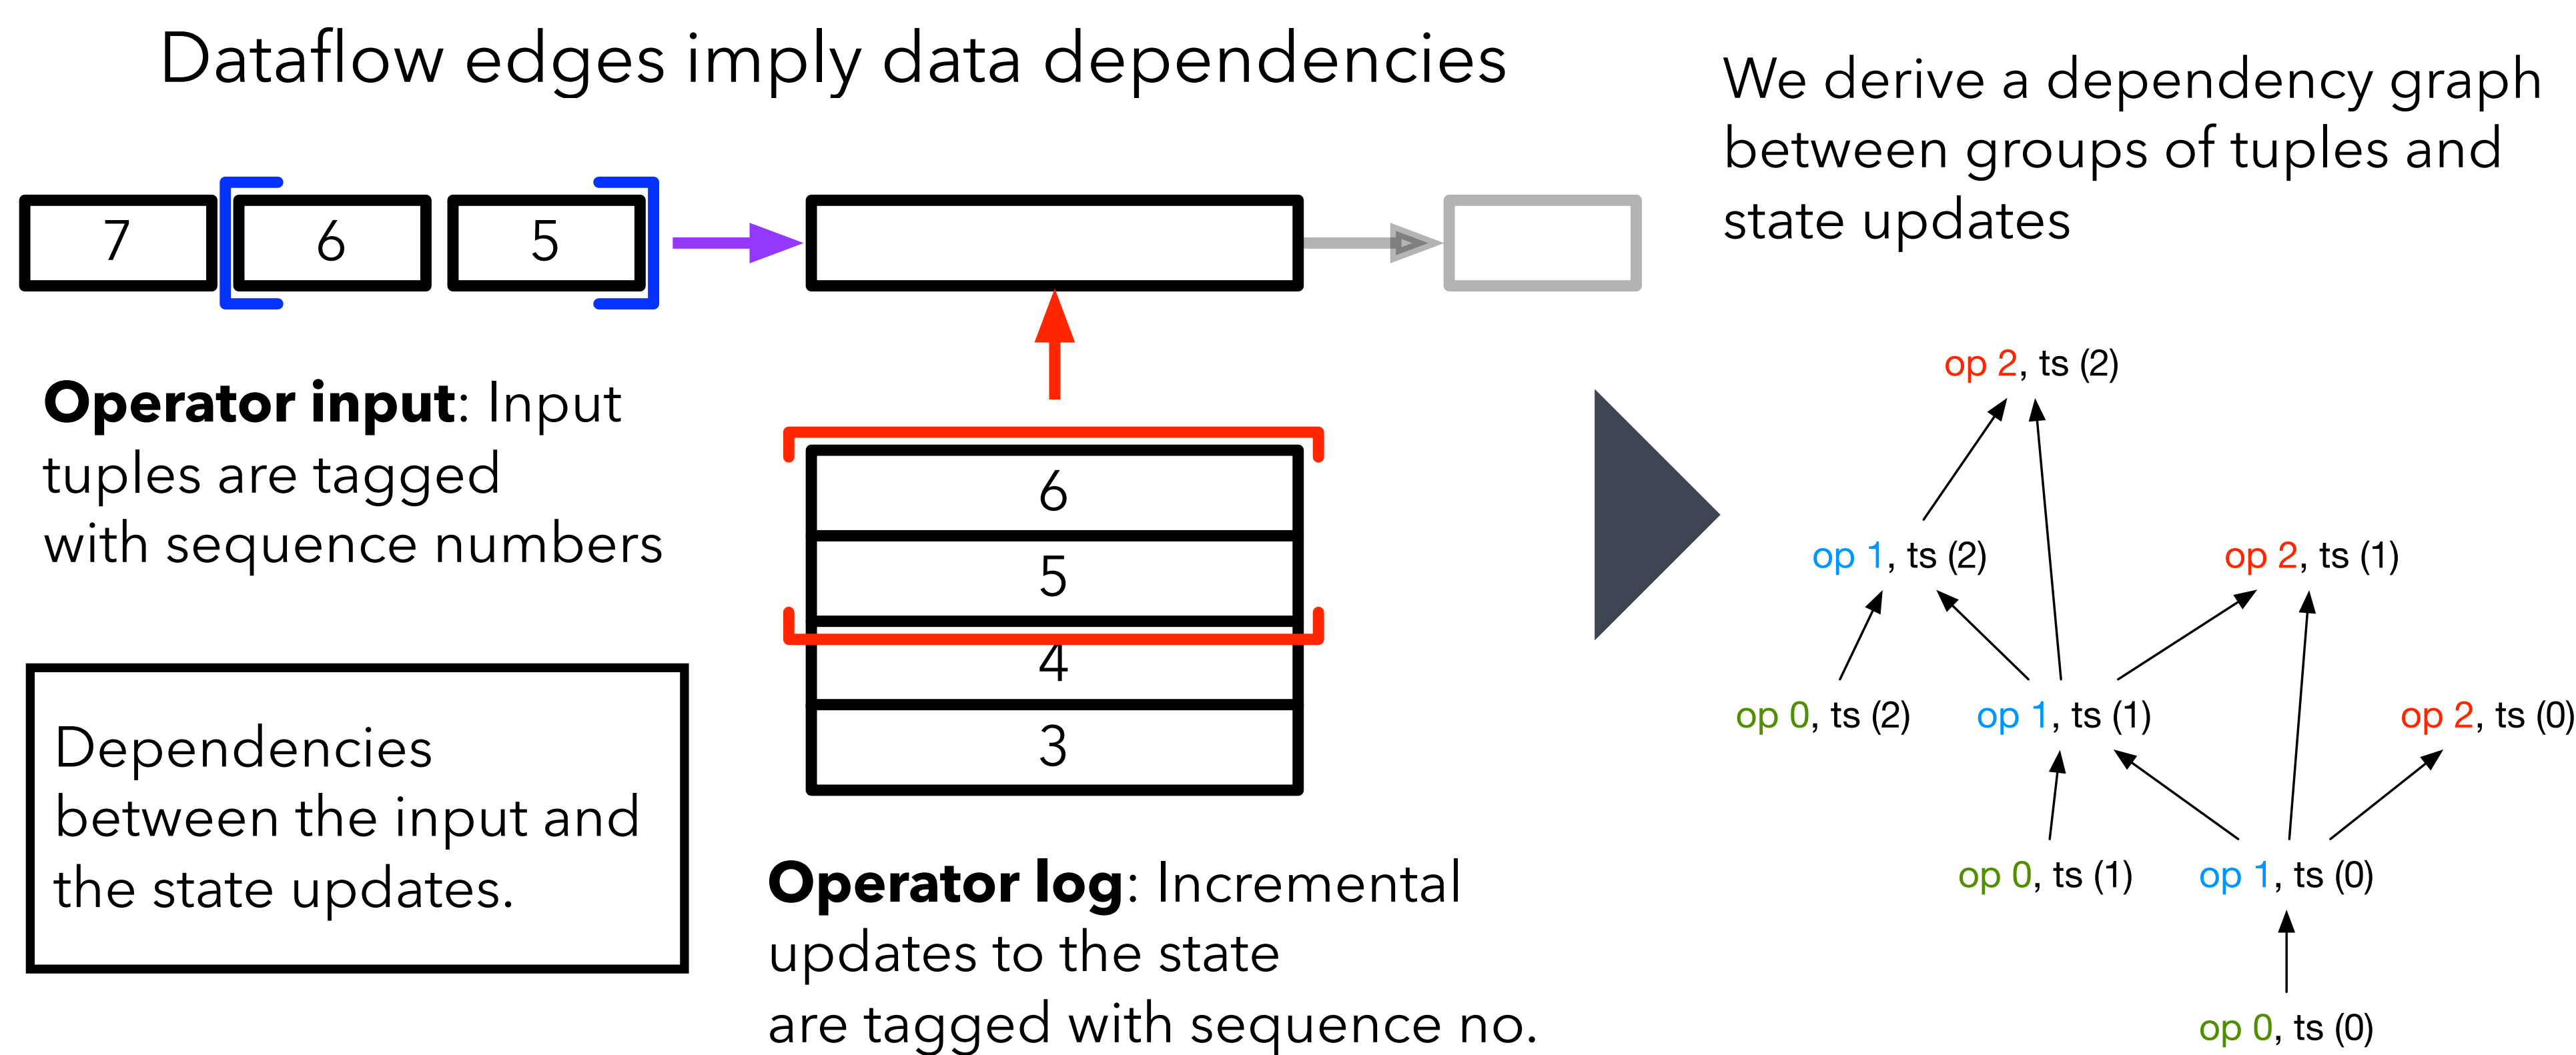 Dataflow edges imply data dependencies
We derive a dependency graph
between groups of tuples and
state updates
7
6
5
Operator input: Input
tuples are tagged
with sequence numbers
Dependencies
between the input and
the state updates.
6
5
4
3
Operator log: Incremental
updates to the state
are tagged with sequence no.
op 2, ts (2)
op 1, ts (2)
op 2, ts (1)
op 0, ts (2)
op 1, ts (1)
op 2, ts (0)
op 0, ts (1)
op 1, ts (0)
op 0, ts (0)